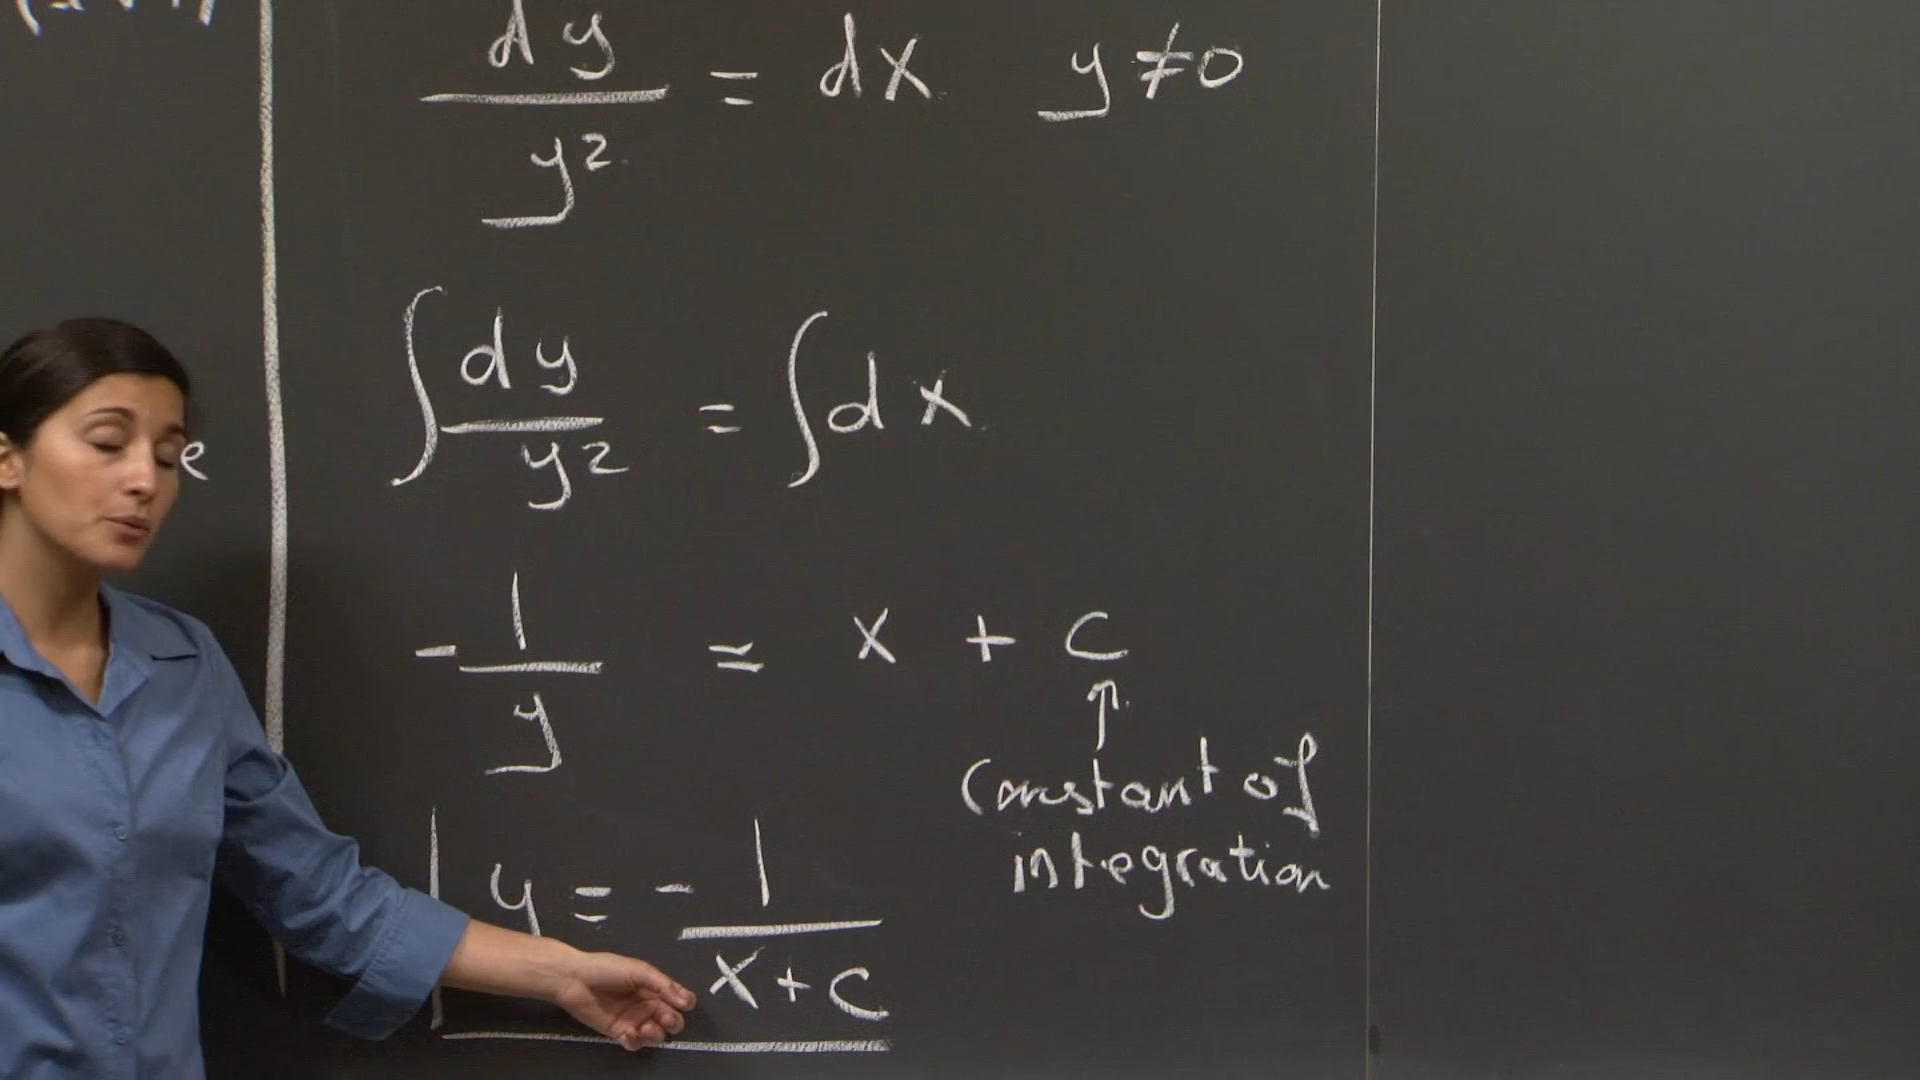 dy/y² = dx y ≠ 0
∫ dy/y² = ∫ dx
- 1/y = x + c
↑
constant of
integration
y = - 1/(x+c)
e